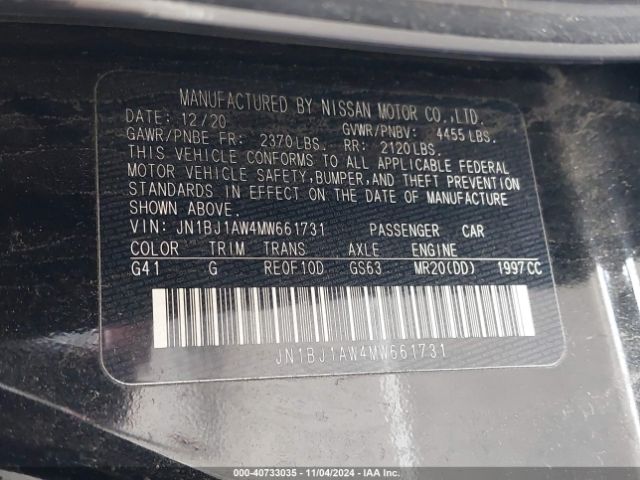 MANUFACTURED BY NISSAN MOTOR CO.,LTD.
DATE: 12/20 GVWR/PNBV: 4455 LBS.
GAWR/PNBE FR: 2370 LBS. RR: 2120 LBS.
THIS VEHICLE CONFORMS TO ALL APPLICABLE FEDERAL
MOTOR VEHICLE SAFETY, BUMPER, AND THEFT PREVENTION
STANDARDS IN EFFECT ON THE DATE OF MANUFACTURE
SHOWN ABOVE.
VIN: JN1BJ1AW4MW661731 PASSENGER CAR
COLOR TRIM TRANS AXLE ENGINE
G41 G RE0F10D GS63 MR20(DD) 1997CC
JN1BJ1AW4MW661731
000-40733035 - 11/04/2024 - IAA Inc.